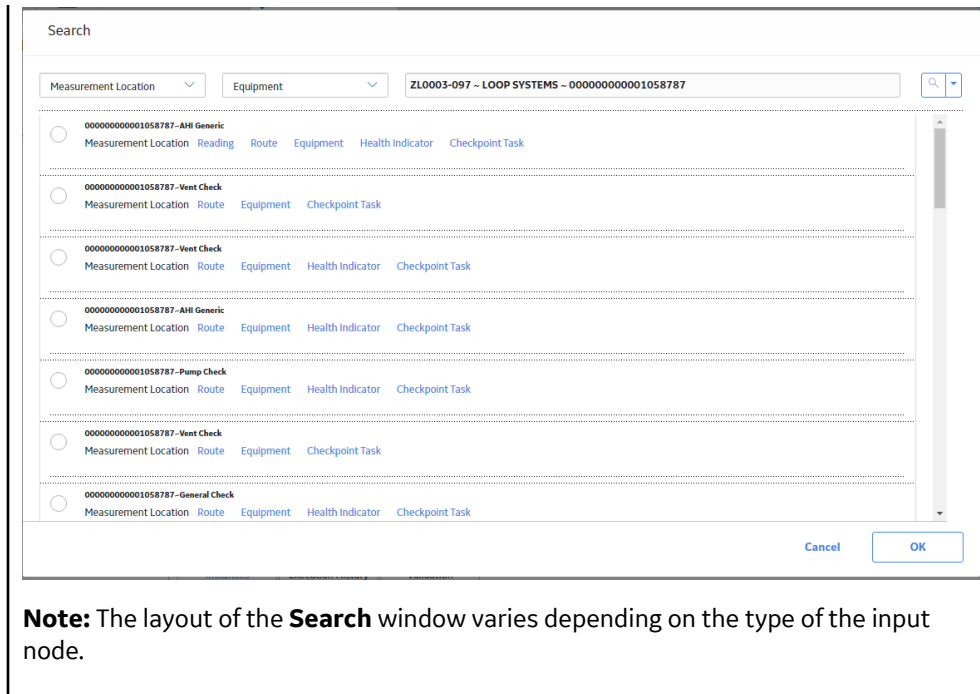 Search
Measurement Location Equipment ZL0003-097 ~ LOOP SYSTEMS ~ 000000000001058787
000000000001058787~AHI Generic
Measurement Location Reading Route Equipment Health Indicator Checkpoint Task
000000000001058787~Vent Check
Measurement Location Route Equipment Checkpoint Task
000000000001058787~Vent Check
Measurement Location Route Equipment Health Indicator Checkpoint Task
000000000001058787~AHI Generic
Measurement Location Route Equipment Health Indicator Checkpoint Task
000000000001058787~Pump Check
Measurement Location Route Equipment Health Indicator Checkpoint Task
000000000001058787~Vent Check
Measurement Location Route Equipment Checkpoint Task
000000000001058787~General Check
Measurement Location Route Equipment Health Indicator Checkpoint Task
Cancel OK
Note: The layout of the Search window varies depending on the type of the input
node.